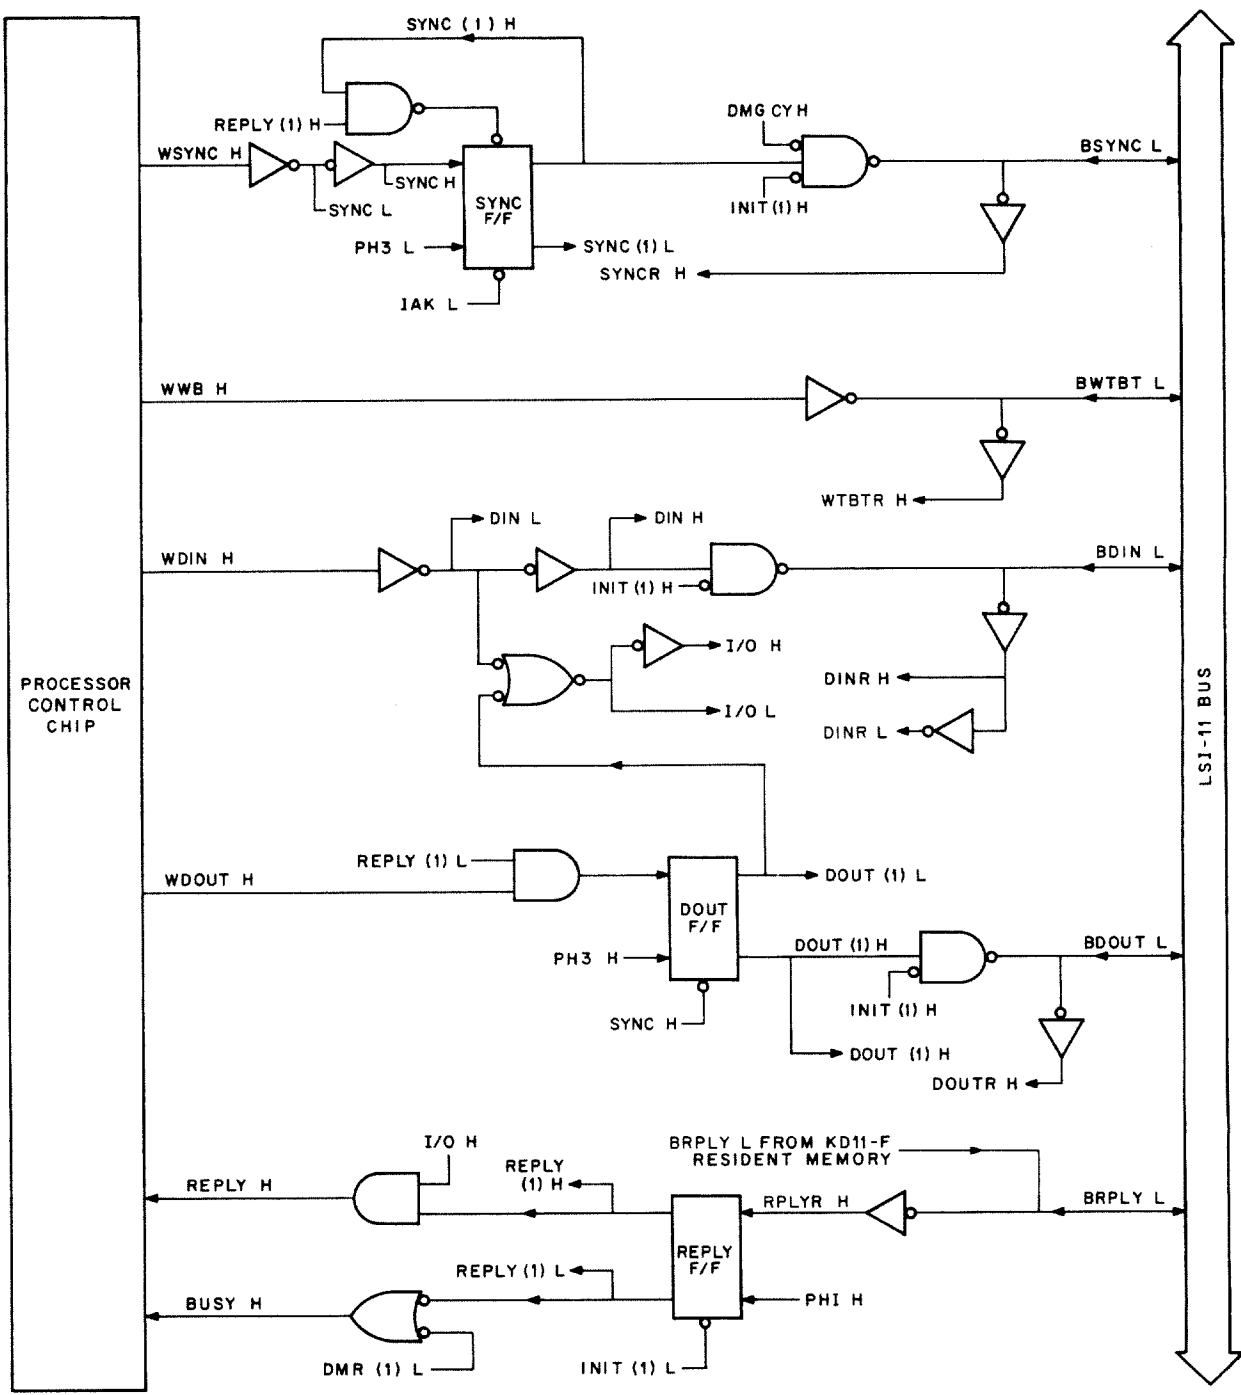 SYNC (1) H
REPLY (1) H
DMG CY H
WSYNC H
BSYNC L
SYNC H
SYNC L
SYNC
F/F
INIT (1) H
PH3 L
SYNC (1) L
SYNCR H
IAK L
WWB H
BWTBT L
WTBTR H
DIN L
DIN H
WDIN H
BDIN L
INIT (1) H
I/O H
DINR H
I/O L
DINR L
PROCESSOR
CONTROL
CHIP
LSI-11 BUS
REPLY (1) L
WDOUT H
DOUT (1) L
DOUT
F/F
DOUT (1) H
BDOUT L
PH3 H
INIT (1) H
SYNC H
DOUT (1) H
DOUTR H
I/O H
BRPLY L FROM KD11-F
RESIDENT MEMORY
REPLY
(1) H
REPLY H
RPLYR H
BRPLY L
REPLY
F/F
REPLY (1) L
BUSY H
PHI H
DMR (1) L
INIT (1) L